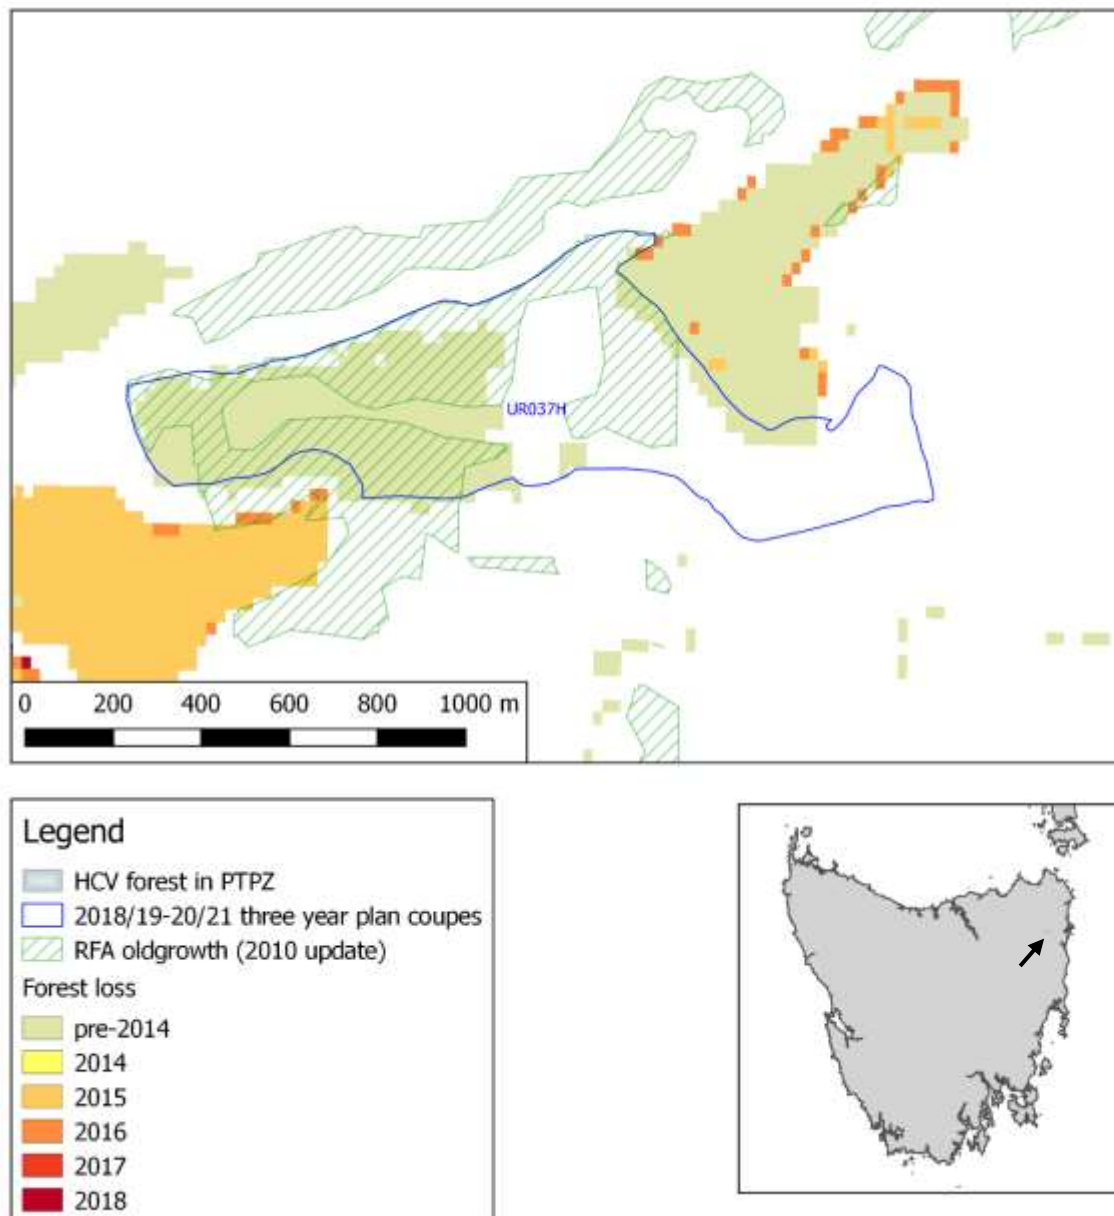 UR037H
0 200 400 600 800 1000 m
Legend
HCV forest in PTPZ
2018/19-20/21 three year plan coupes
RFA oldgrowth (2010 update)
Forest loss
pre-2014
2014
2015
2016
2017
2018